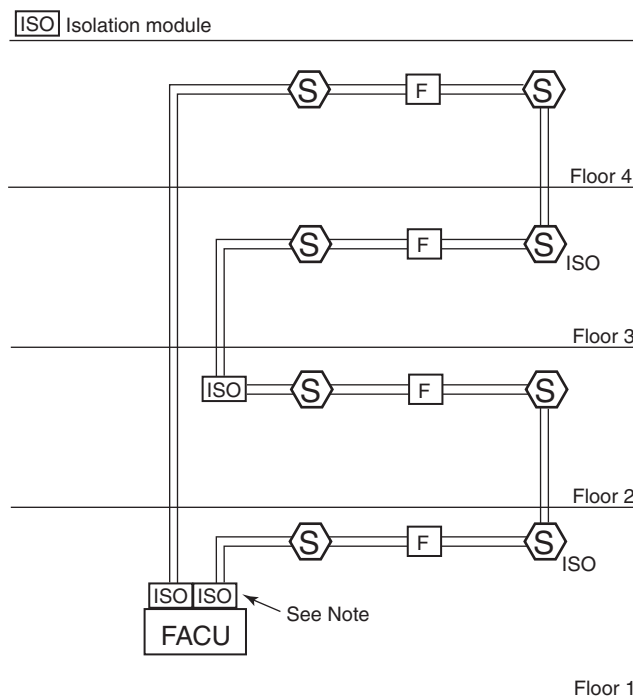 ISO Isolation module
S F S
Floor 4
S F S ISO
Floor 3
ISO S F S
Floor 2
S F S ISO
ISO ISO
See Note
FACU
Floor 1